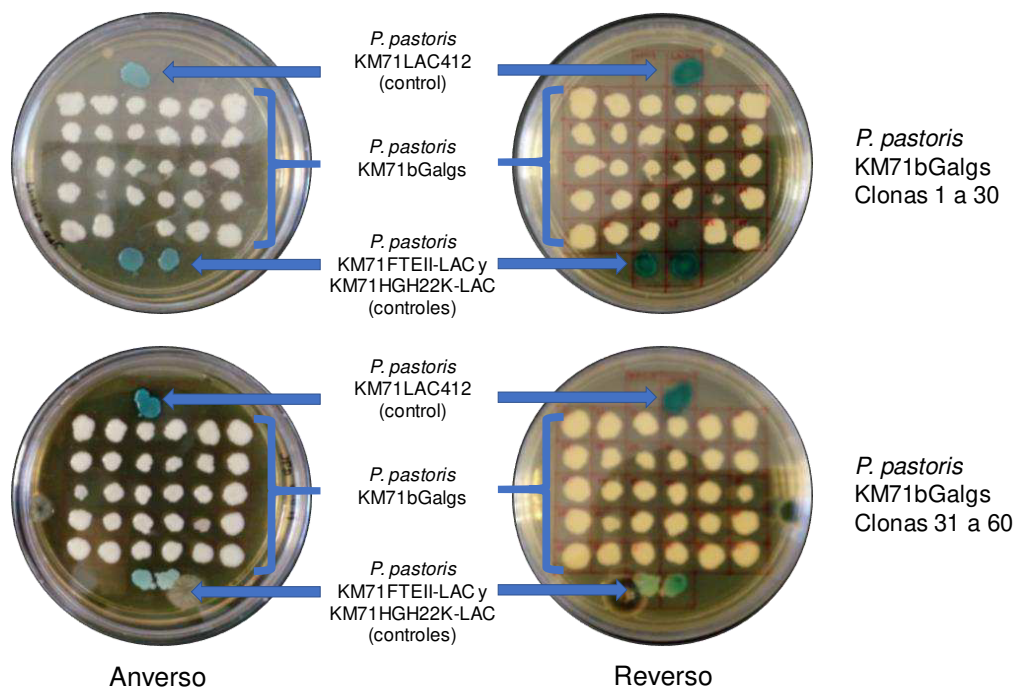 P. pastoris
KM71LAC412
(control)
P. pastoris
KM71bGalgs
P. pastoris
KM71FTEII-LAC y
KM71HGH22K-LAC
(controles)
P. pastoris
KM71bGalgs
Clonas 1 a 30
P. pastoris
KM71LAC412
(control)
P. pastoris
KM71bGalgs
P. pastoris
KM71FTEII-LAC y
KM71HGH22K-LAC
(controles)
P. pastoris
KM71bGalgs
Clonas 31 a 60
Anverso
Reverso